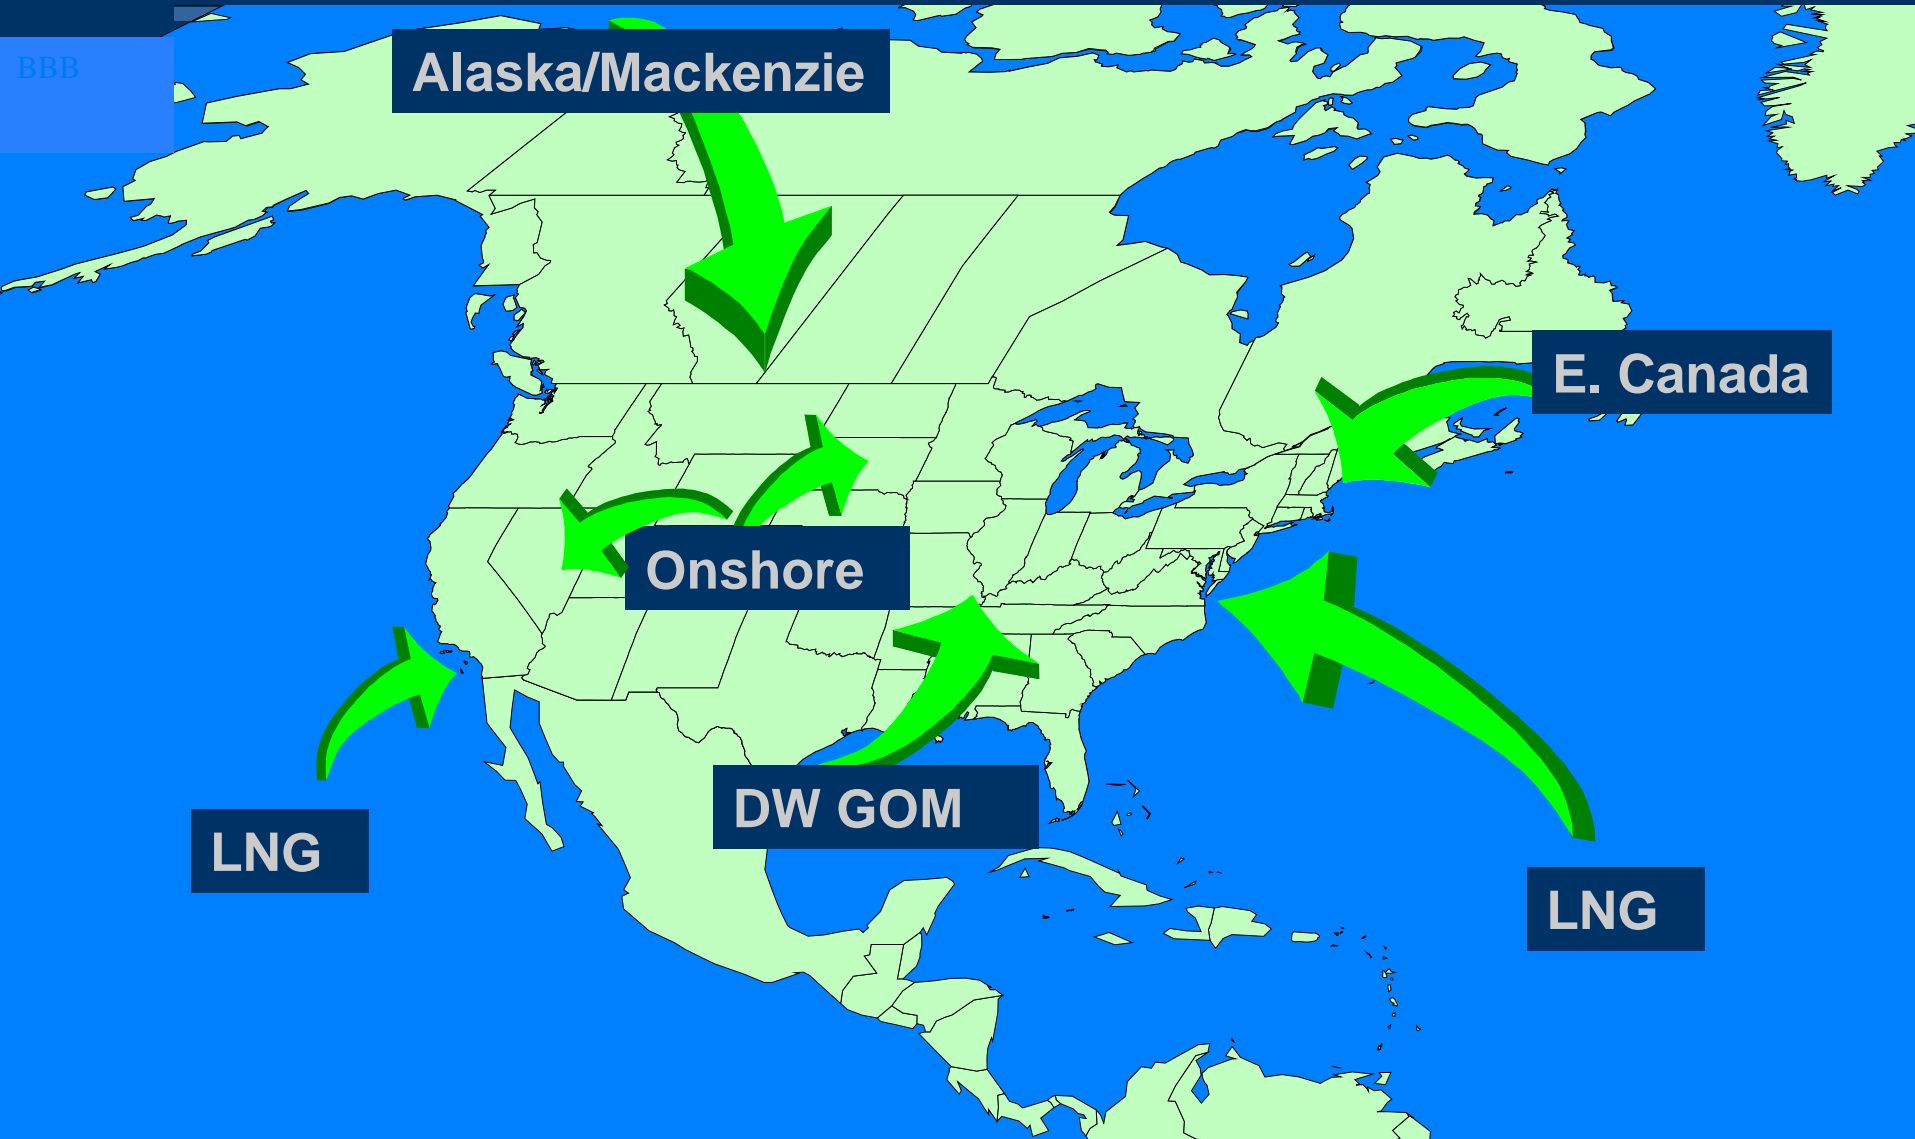 BBB
Alaska/Mackenzie
E. Canada
Onshore
DW GOM
LNG
LNG